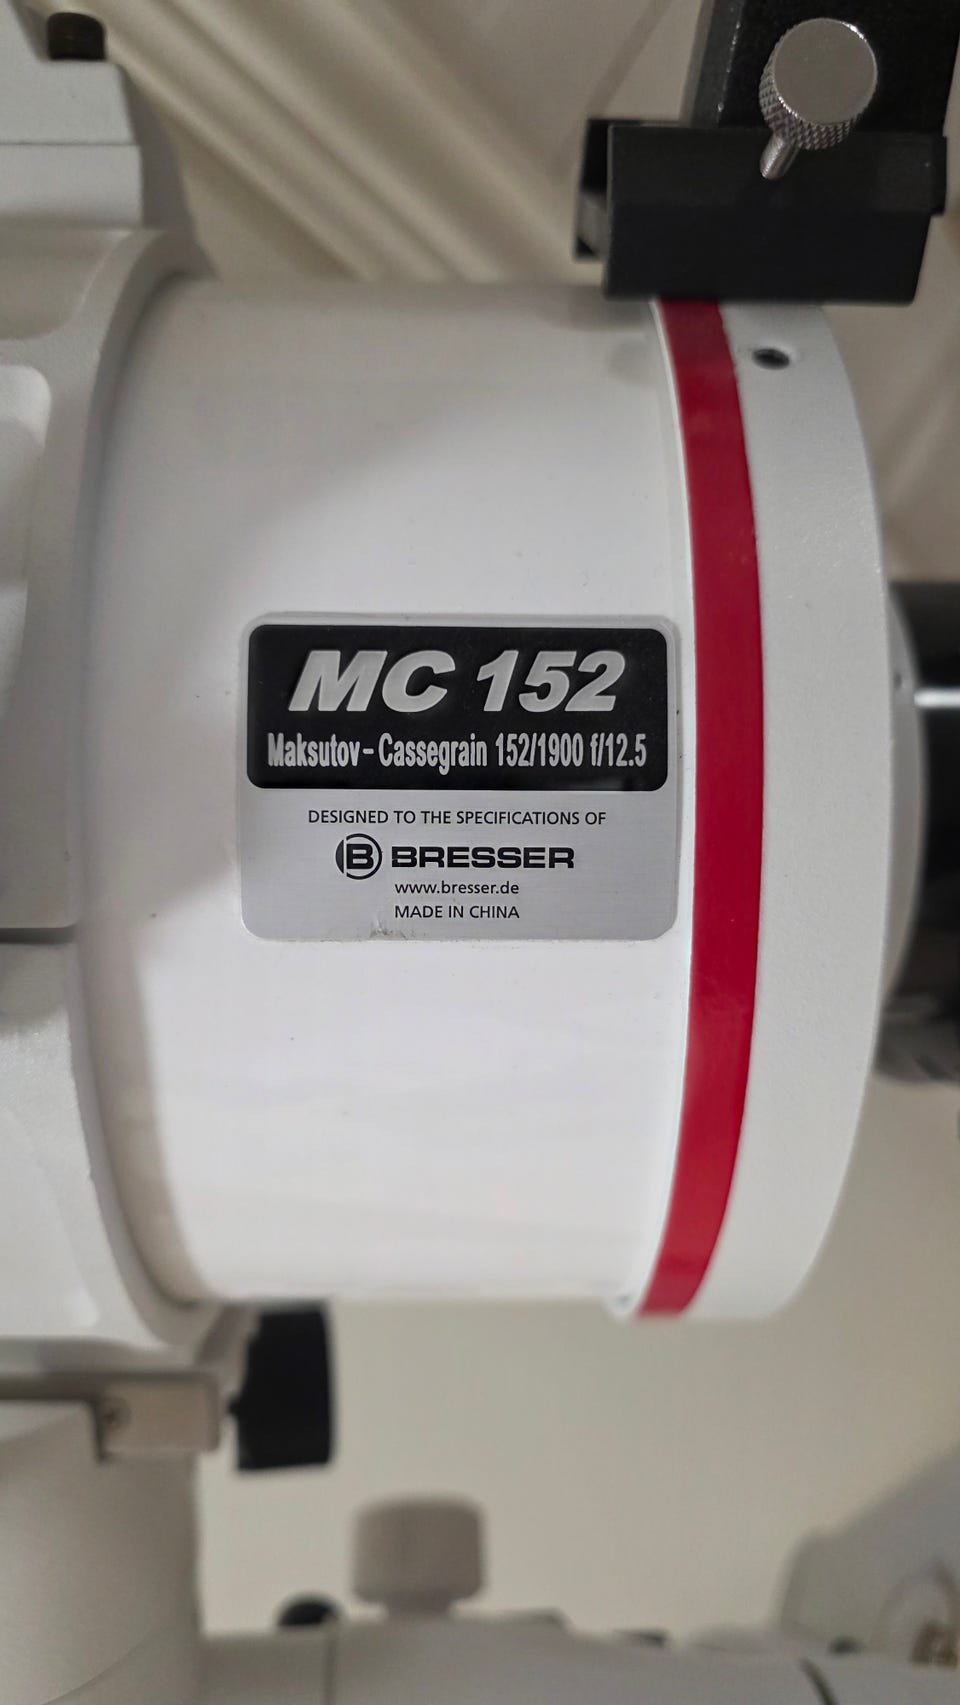 MC 152
Maksutov-Cassegrain 152/1900 f/12.5
DESIGNED TO THE SPECIFICATIONS OF
B BRESSER
www.bresser.de
MADE IN CHINA